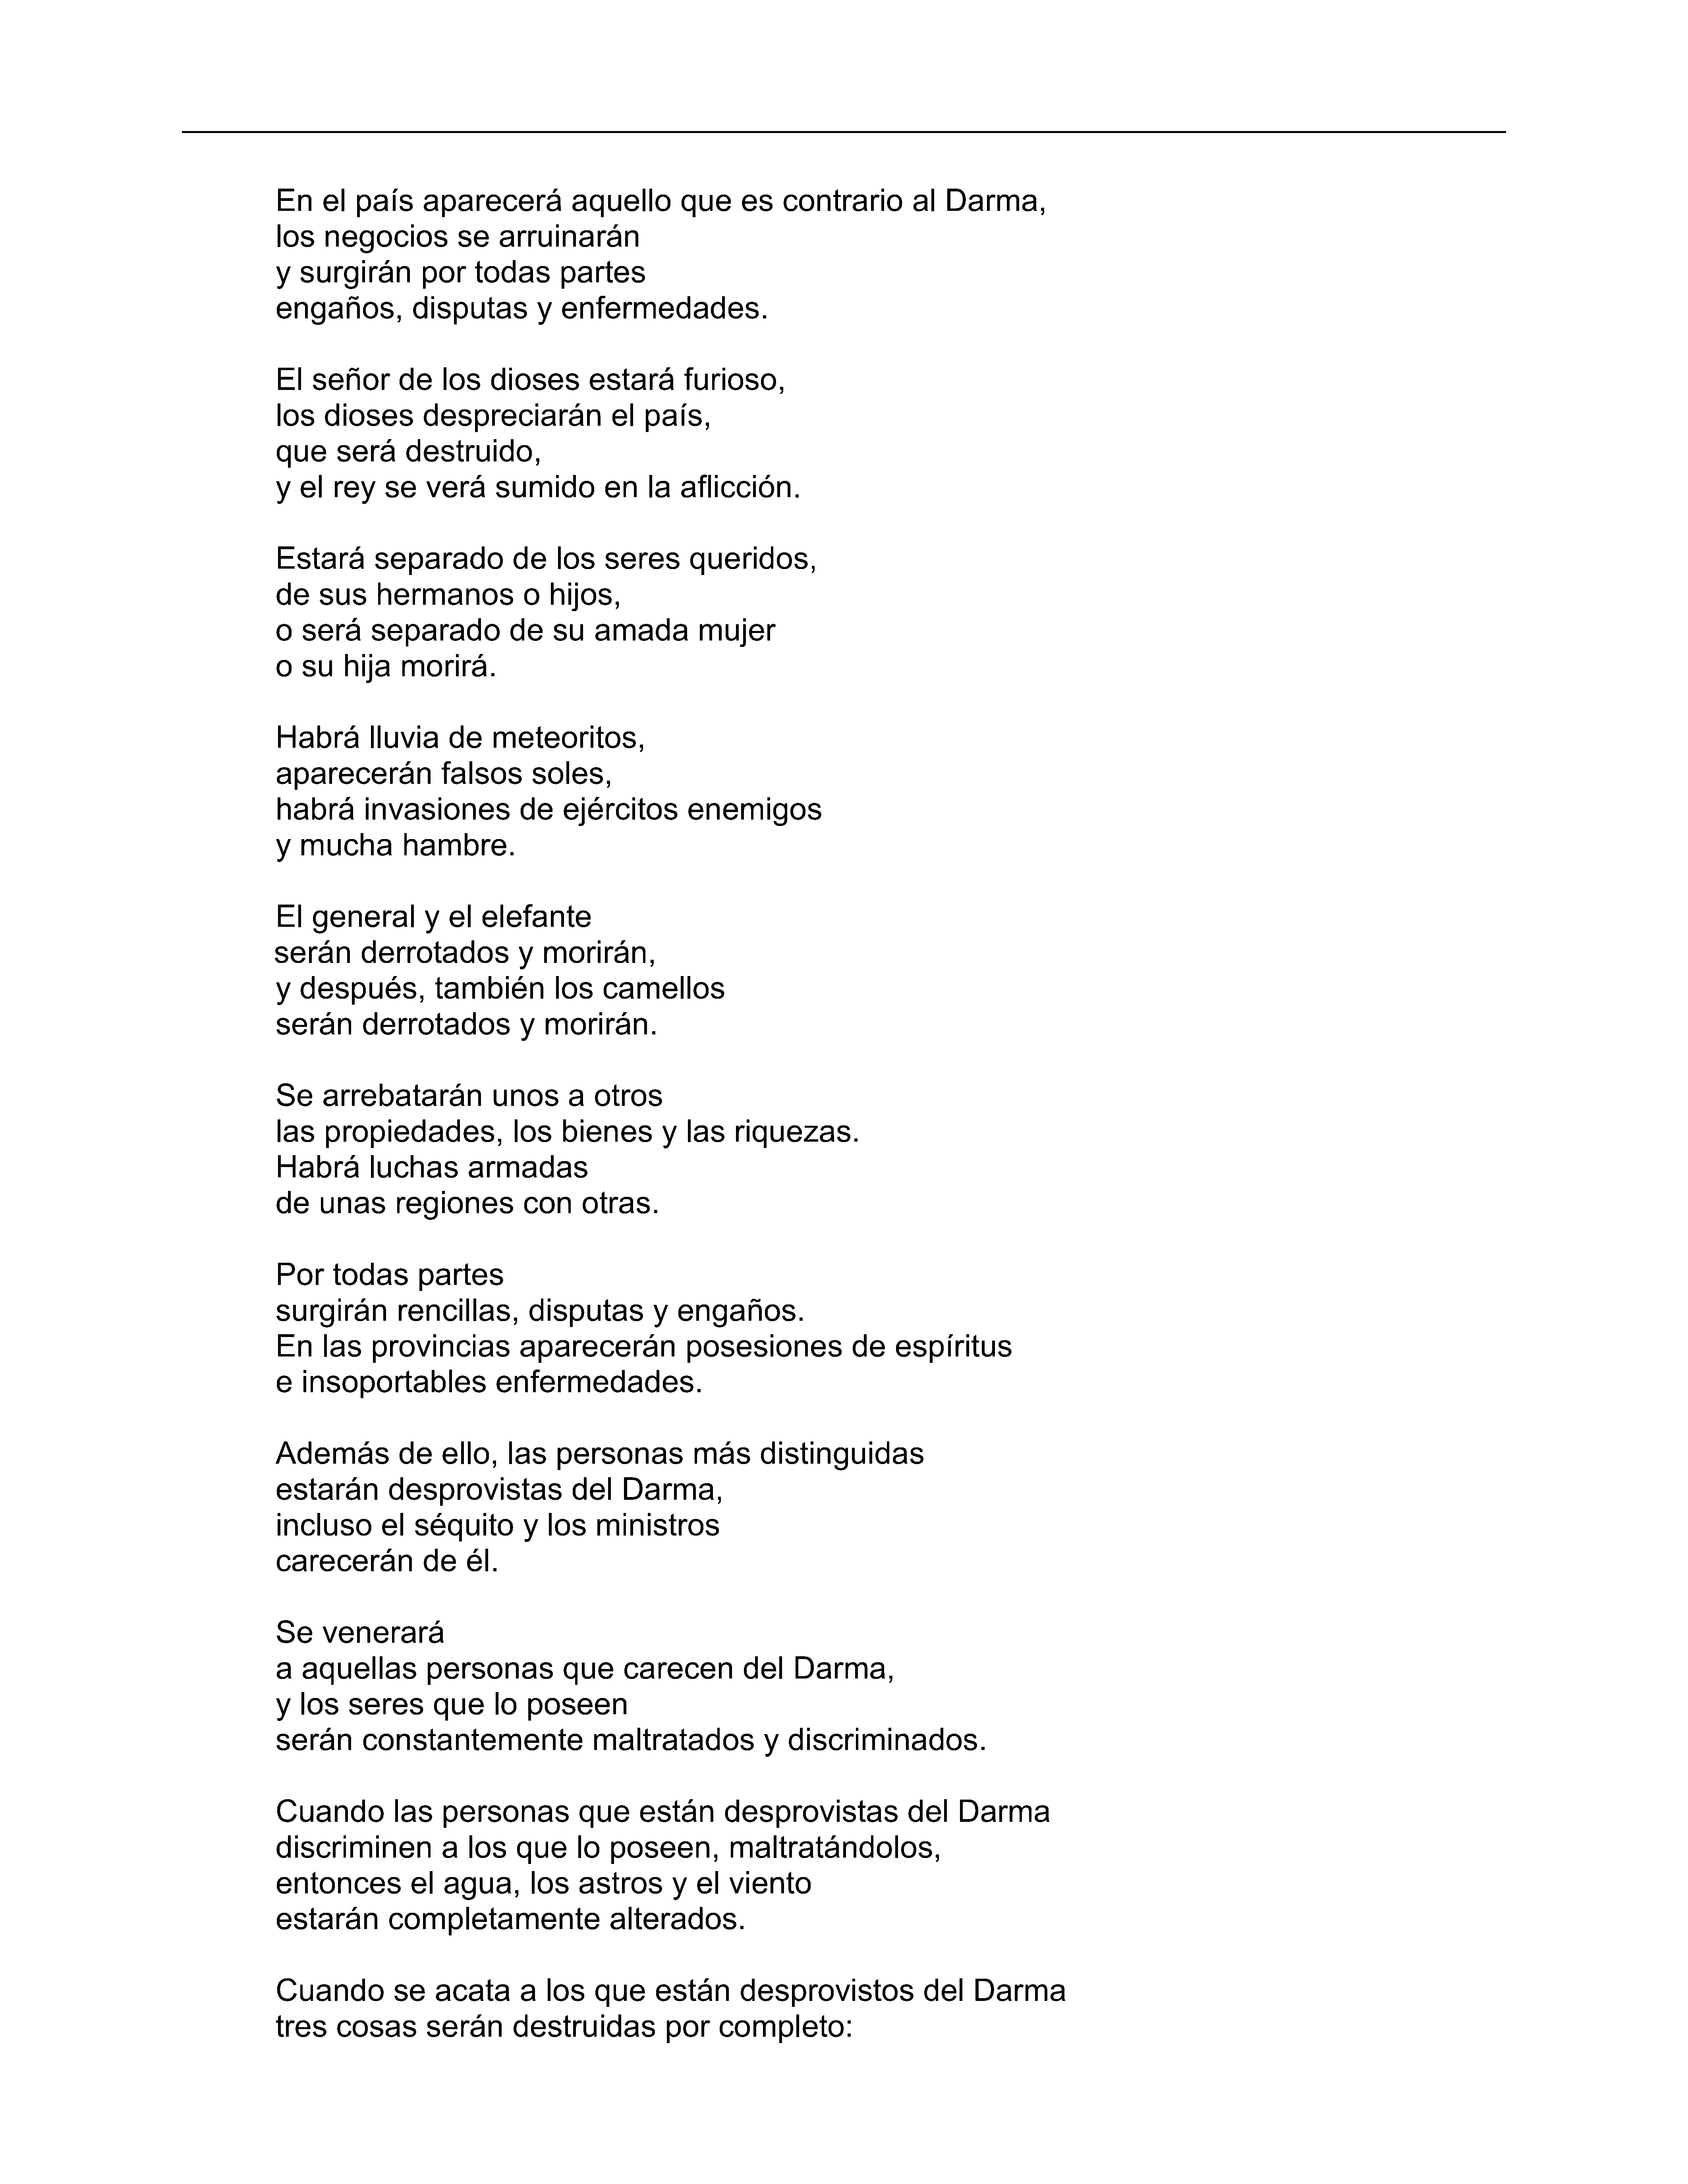 En el país aparecerá aquello que es contrario al Darma,
los negocios se arruinarán
y surgirán por todas partes
engaños, disputas y enfermedades.
El señor de los dioses estará furioso,
los dioses despreciarán el país,
que será destruido,
y el rey se verá sumido en la aflicción.
Estará separado de los seres queridos,
de sus hermanos o hijos,
o será separado de su amada mujer
o su hija morirá.
Habrá lluvia de meteoritos,
aparecerán falsos soles,
habrá invasiones de ejércitos enemigos
y mucha hambre.
El general y el elefante
serán derrotados y morirán,
y después, también los camellos
serán derrotados y morirán.
Se arrebatarán unos a otros
las propiedades, los bienes y las riquezas.
Habrá luchas armadas
de unas regiones con otras.
Por todas partes
surgirán rencillas, disputas y engaños.
En las provincias aparecerán posesiones de espíritus
e insoportables enfermedades.
Además de ello, las personas más distinguidas
estarán desprovistas del Darma,
incluso el séquito y los ministros
carecerán de él.
Se venerará
a aquellas personas que carecen del Darma,
y los seres que lo poseen
serán constantemente maltratados y discriminados.
Cuando las personas que están desprovistas del Darma
discriminen a los que lo poseen, maltratándolos,
entonces el agua, los astros y el viento
estarán completamente alterados.
Cuando se acata a los que están desprovistos del Darma
tres cosas serán destruidas por completo: